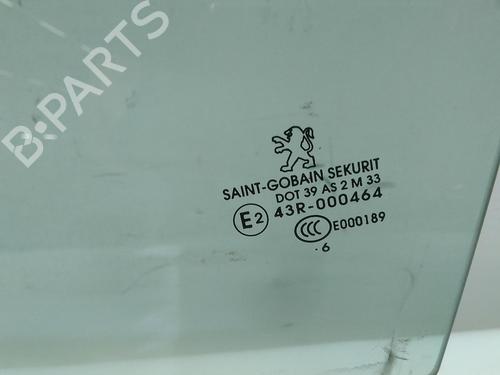 B-PARTS
SAINT-GOBAIN SEKURIT
DOT 39 AS 2 M 33
E2 43R-000464
CCC E000189
.6